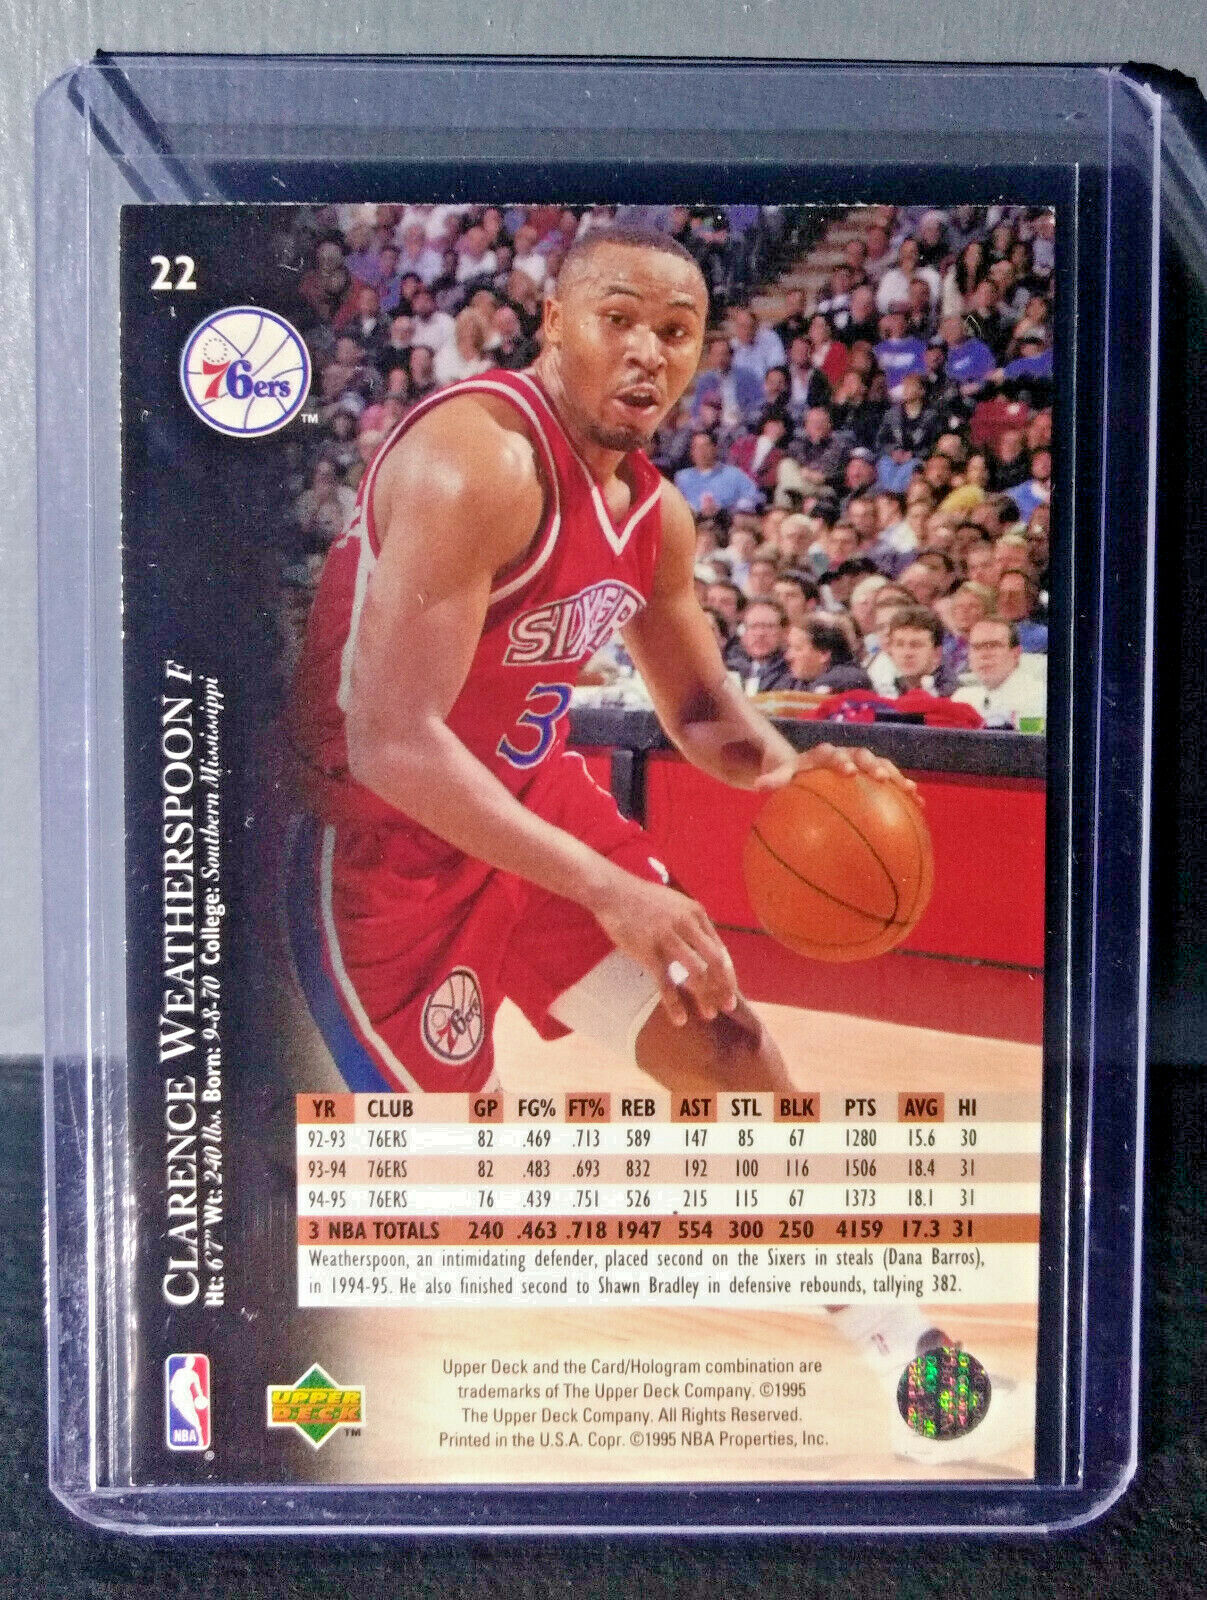 22
76ers
TM
SIXER
3
76ers
CLARENCE WEATHERSPOON F
Ht: 6'7" Wt: 240 lbs. Born: 9-8-70 College: Southern Mississippi
YR CLUB GP FG% FT% REB AST STL BLK PTS AVG HI
92-93 76ERS 82 .469 .713 589 147 85 67 1280 15.6 30
93-94 76ERS 82 .483 .693 832 192 100 116 1506 18.4 31
94-95 76ERS 76 .439 .751 526 215 115 67 1373 18.1 31
3 NBA TOTALS 240 .463 .718 1947 554 300 250 4159 17.3 31
Weatherspoon, an intimidating defender, placed second on the Sixers in steals (Dana Barros),
in 1994-95. He also finished second to Shawn Bradley in defensive rebounds, tallying 382.
NBA
®
UPPER
DECK
TM
Upper Deck and the Card/Hologram combination are
trademarks of The Upper Deck Company. ©1995
The Upper Deck Company. All Rights Reserved.
Printed in the U.S.A. Copr. ©1995 NBA Properties, Inc.